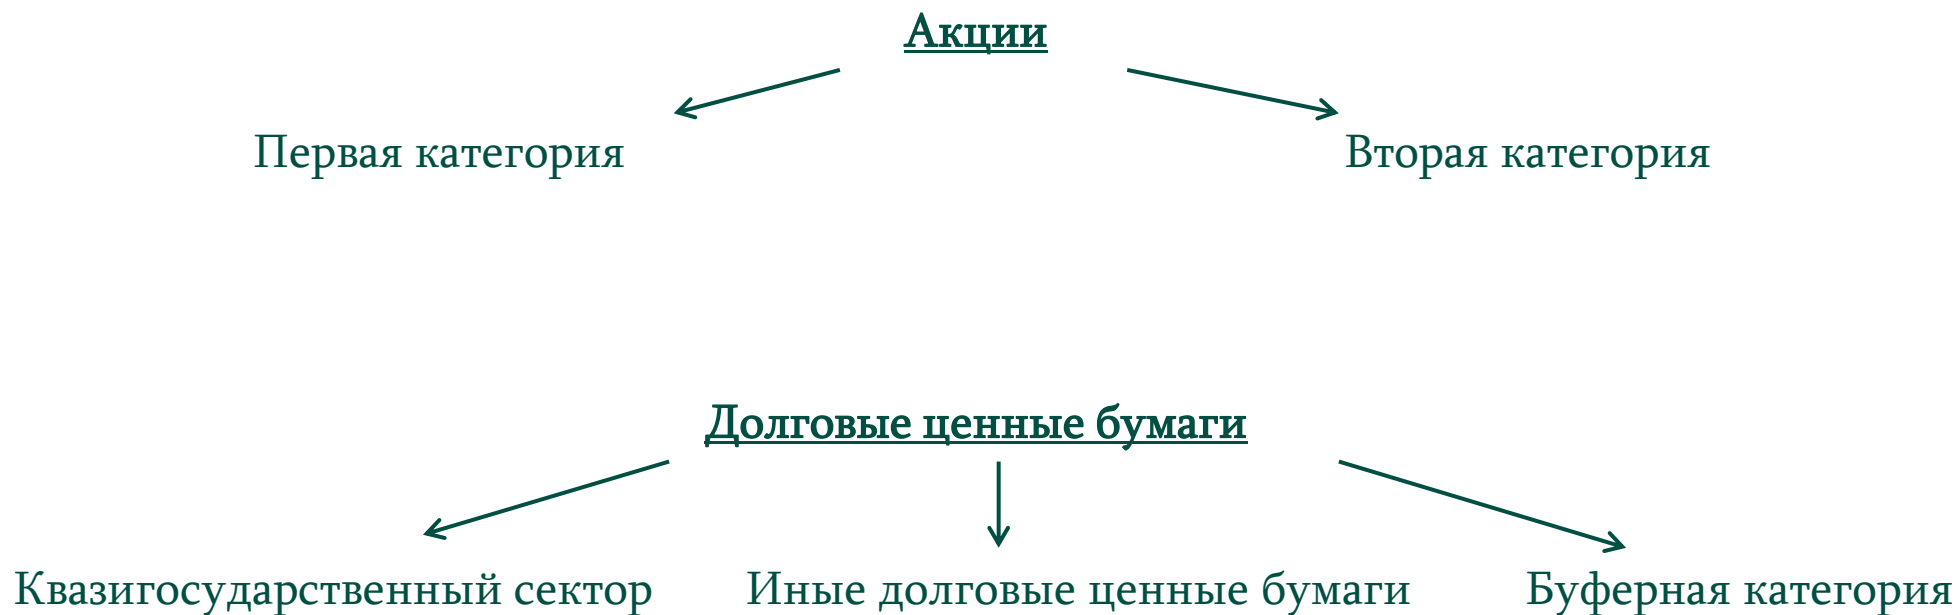 Акции
Первая категория
Вторая категория
Долговые ценные бумаги
Квазигосударственный сектор
Иные долговые ценные бумаги
Буферная категория